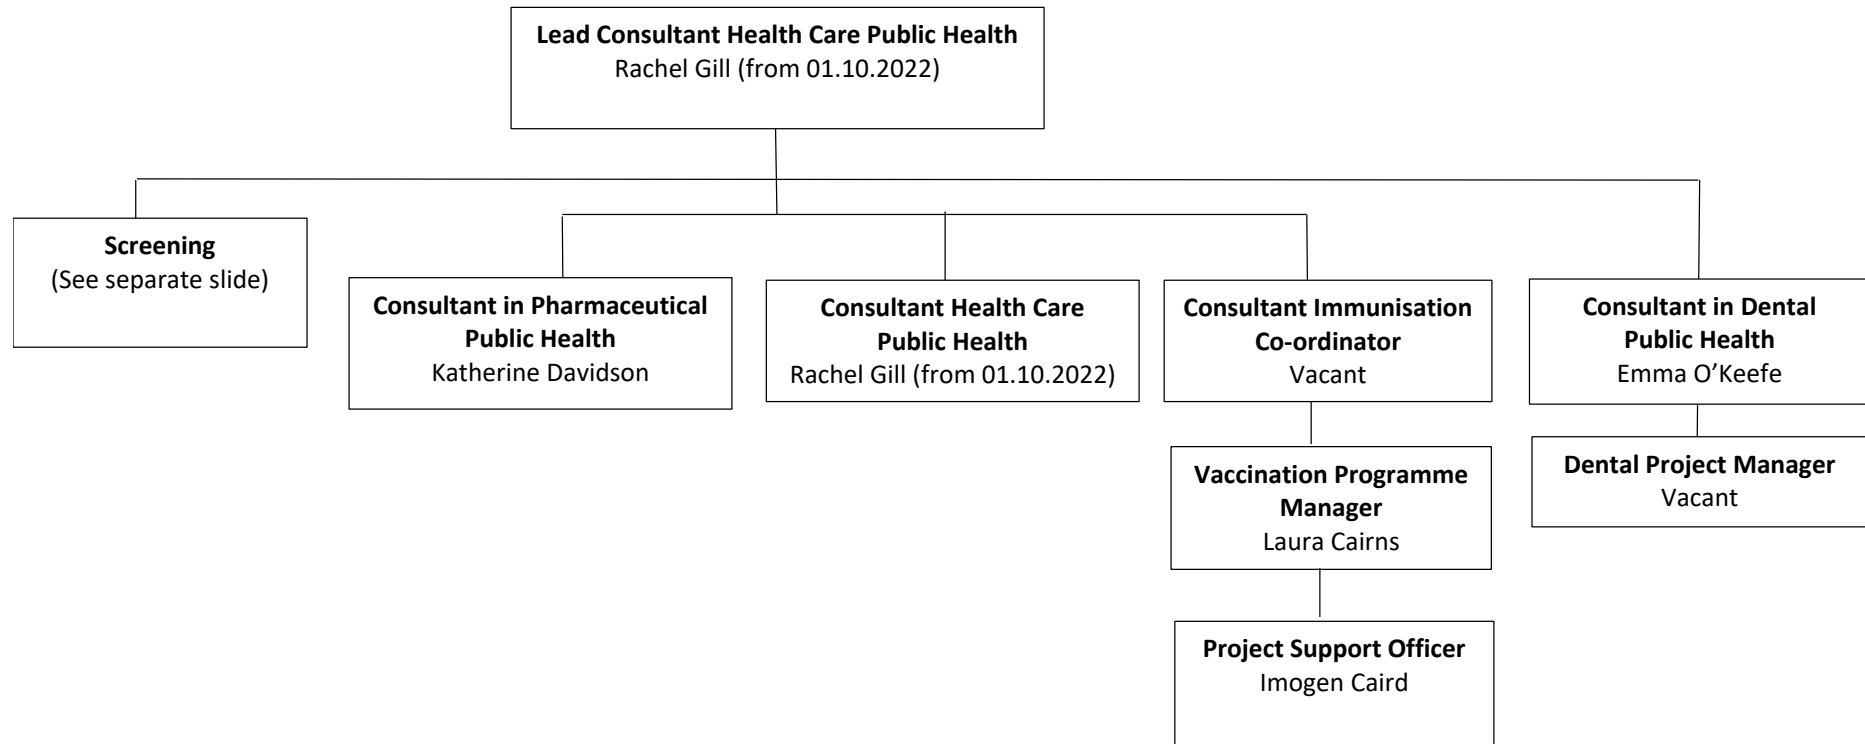 Lead Consultant Health Care Public Health
Rachel Gill (from 01.10.2022)
Screening
(See separate slide)
Consultant in Pharmaceutical
Public Health
Katherine Davidson
Consultant Health Care
Public Health
Rachel Gill (from 01.10.2022)
Consultant Immunisation
Co-ordinator
Vacant
Consultant in Dental
Public Health
Emma O’Keefe
Vaccination Programme
Manager
Laura Cairns
Dental Project Manager
Vacant
Project Support Officer
Imogen Caird